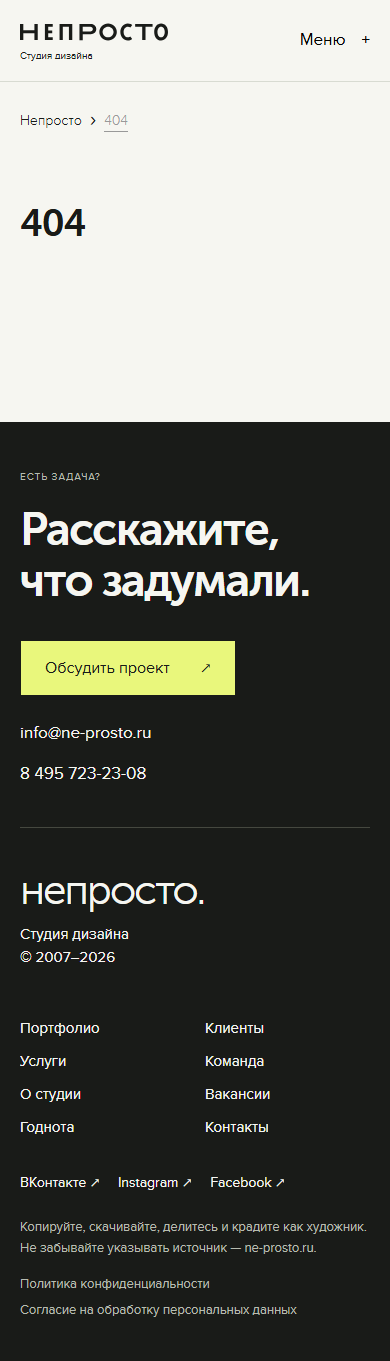 НЕПРОСТО
Студия дизайна
Меню +
Непросто > 404
404
ЕСТЬ ЗАДАЧА?
Расскажите,
что задумали.
Обсудить проект ↗
info@ne-prosto.ru
8 495 723-23-08
непросто.
Студия дизайна
© 2007–2026
Портфолио
Клиенты
Услуги
Команда
О студии
Вакансии
Годнота
Контакты
ВКонтакте ↗ Instagram ↗ Facebook ↗
Копируйте, скачивайте, делитесь и крадите как художник.
Не забывайте указывать источник — ne-prosto.ru.
Политика конфиденциальности
Согласие на обработку персональных данных